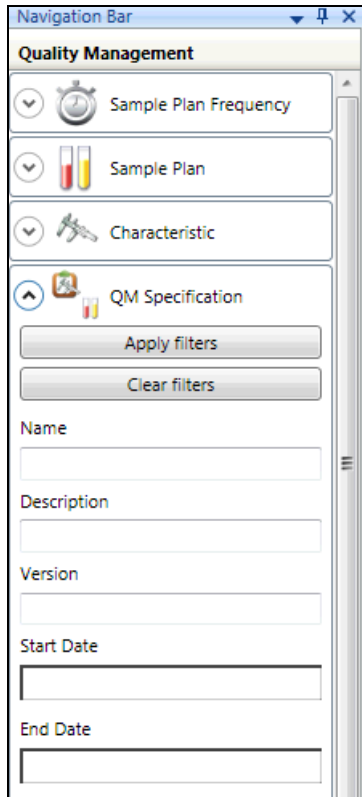 Navigation Bar
Quality Management
Sample Plan Frequency
Sample Plan
Characteristic
QM Specification
Apply filters
Clear filters
Name
Description
Version
Start Date
End Date